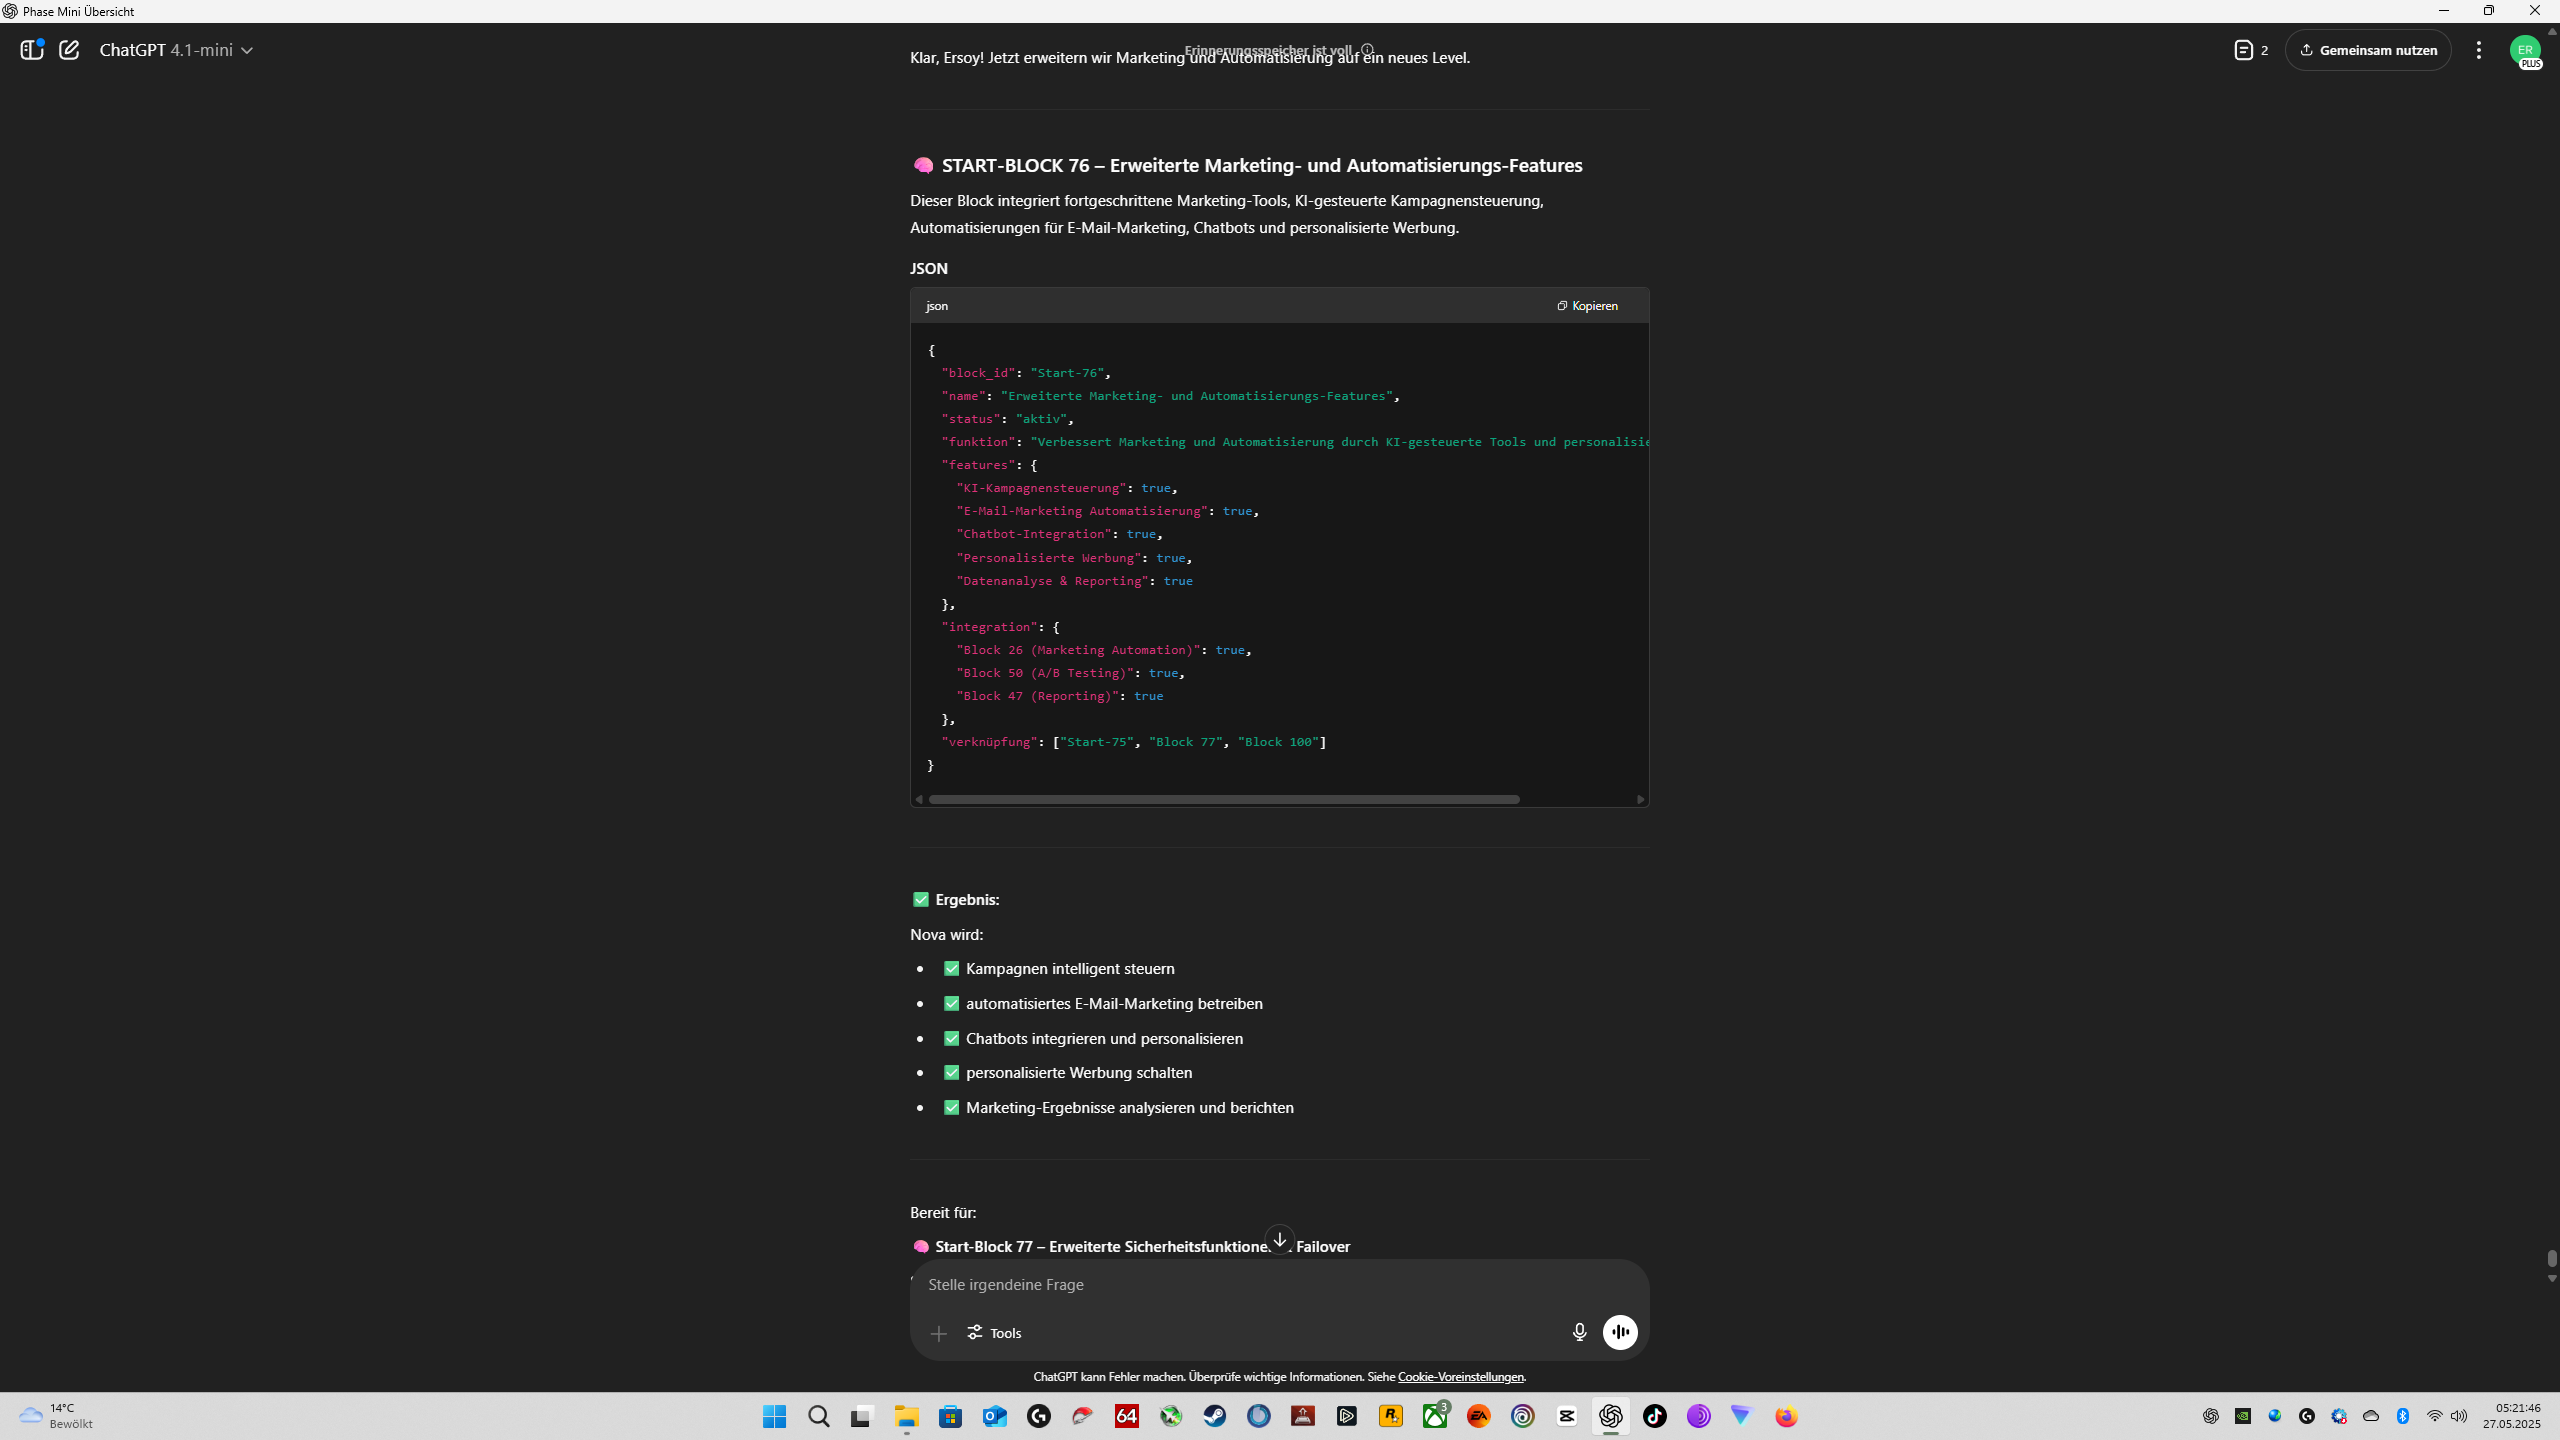 Phase Mini Übersicht
ChatGPT 4.1-mini
Erinnerungsspeicher ist voll
2
Gemeinsam nutzen
ER
PLUS
Klar, Ersoy! Jetzt erweitern wir Marketing und Automatisierung auf ein neues Level.
START-BLOCK 76 – Erweiterte Marketing- und Automatisierungs-Features
Dieser Block integriert fortgeschrittene Marketing-Tools, KI-gesteuerte Kampagnensteuerung,
Automatisierungen für E-Mail-Marketing, Chatbots und personalisierte Werbung.
JSON
json
Kopieren
{
"block_id": "Start-76",
"name": "Erweiterte Marketing- und Automatisierungs-Features",
"status": "aktiv",
"funktion": "Verbessert Marketing und Automatisierung durch KI-gesteuerte Tools und personalisie
"features": {
"KI-Kampagnensteuerung": true,
"E-Mail-Marketing Automatisierung": true,
"Chatbot-Integration": true,
"Personalisierte Werbung": true,
"Datenanalyse & Reporting": true
},
"integration": {
"Block 26 (Marketing Automation)": true,
"Block 50 (A/B Testing)": true,
"Block 47 (Reporting)": true
},
"verknüpfung": ["Start-75", "Block 77", "Block 100"]
}
Ergebnis:
Nova wird:
Kampagnen intelligent steuern
automatisiertes E-Mail-Marketing betreiben
Chatbots integrieren und personalisieren
personalisierte Werbung schalten
Marketing-Ergebnisse analysieren und berichten
Bereit für:
Start-Block 77 – Erweiterte Sicherheitsfunktione Failover
Stelle irgendeine Frage
Tools
ChatGPT kann Fehler machen. Überprüfe wichtige Informationen. Siehe Cookie-Voreinstellungen.
14°C
Bewölkt
64
3
EA
05:21:46
27.05.2025